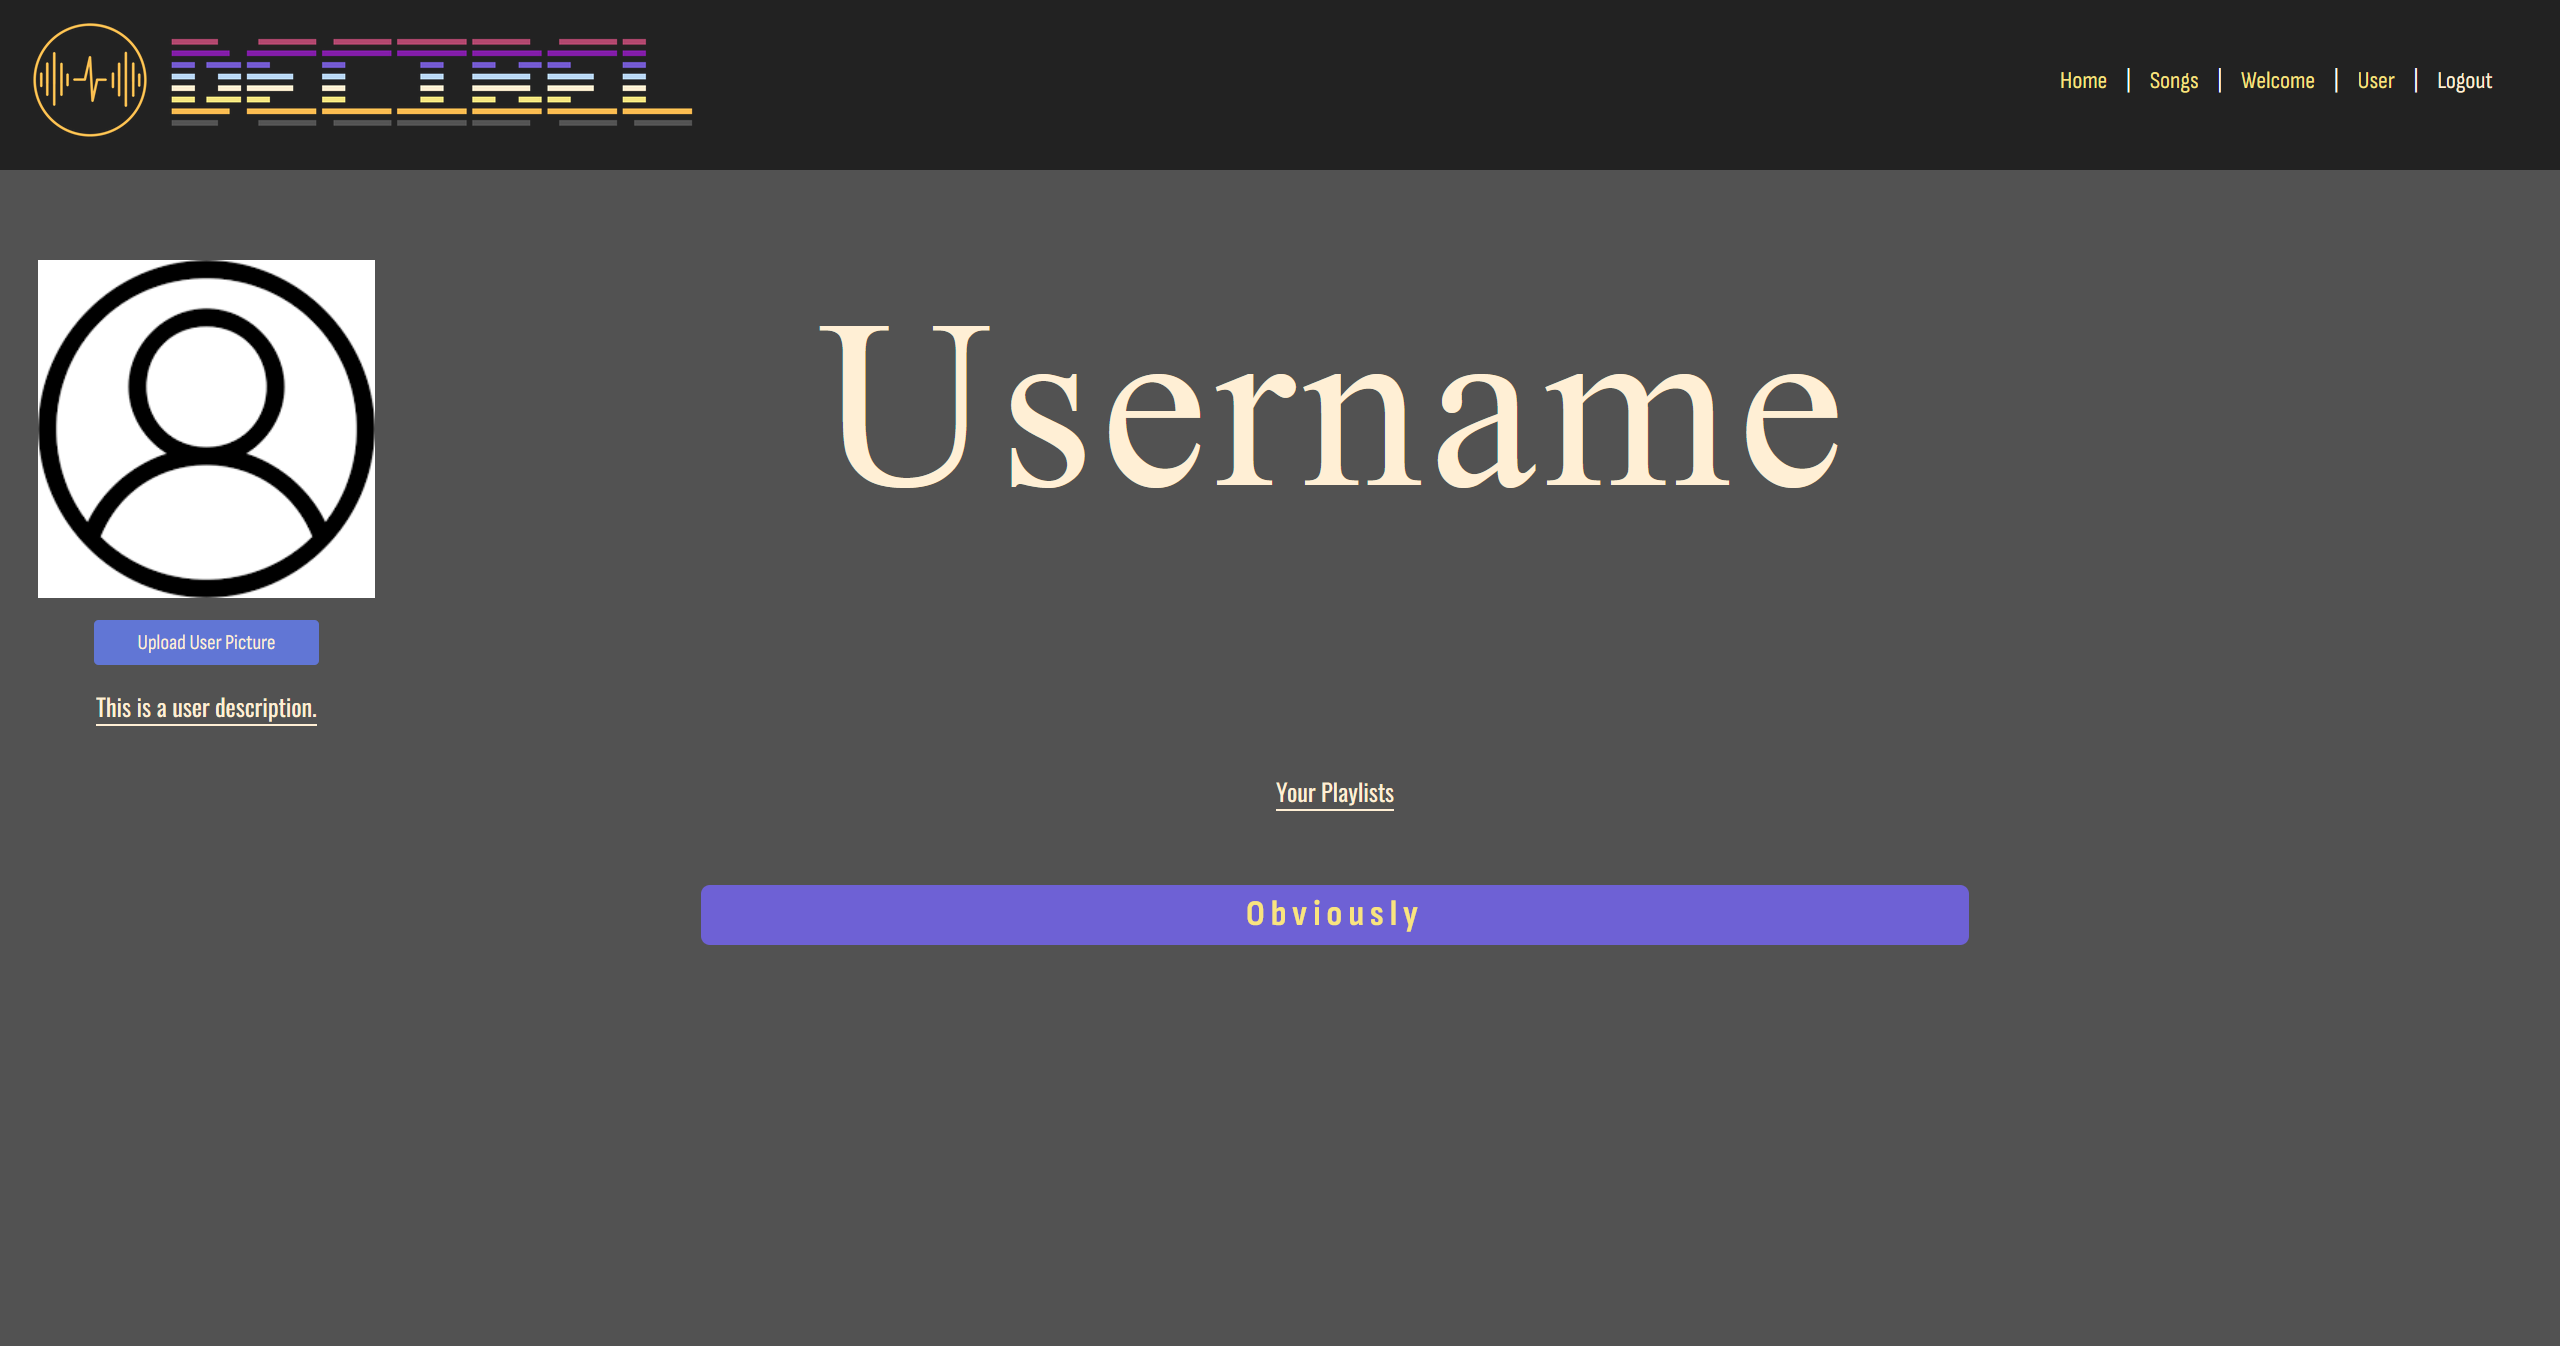 DECIBEL
Home | Songs | Welcome | User | Logout
Username
Upload User Picture
This is a user description.
Your Playlists
Obviously